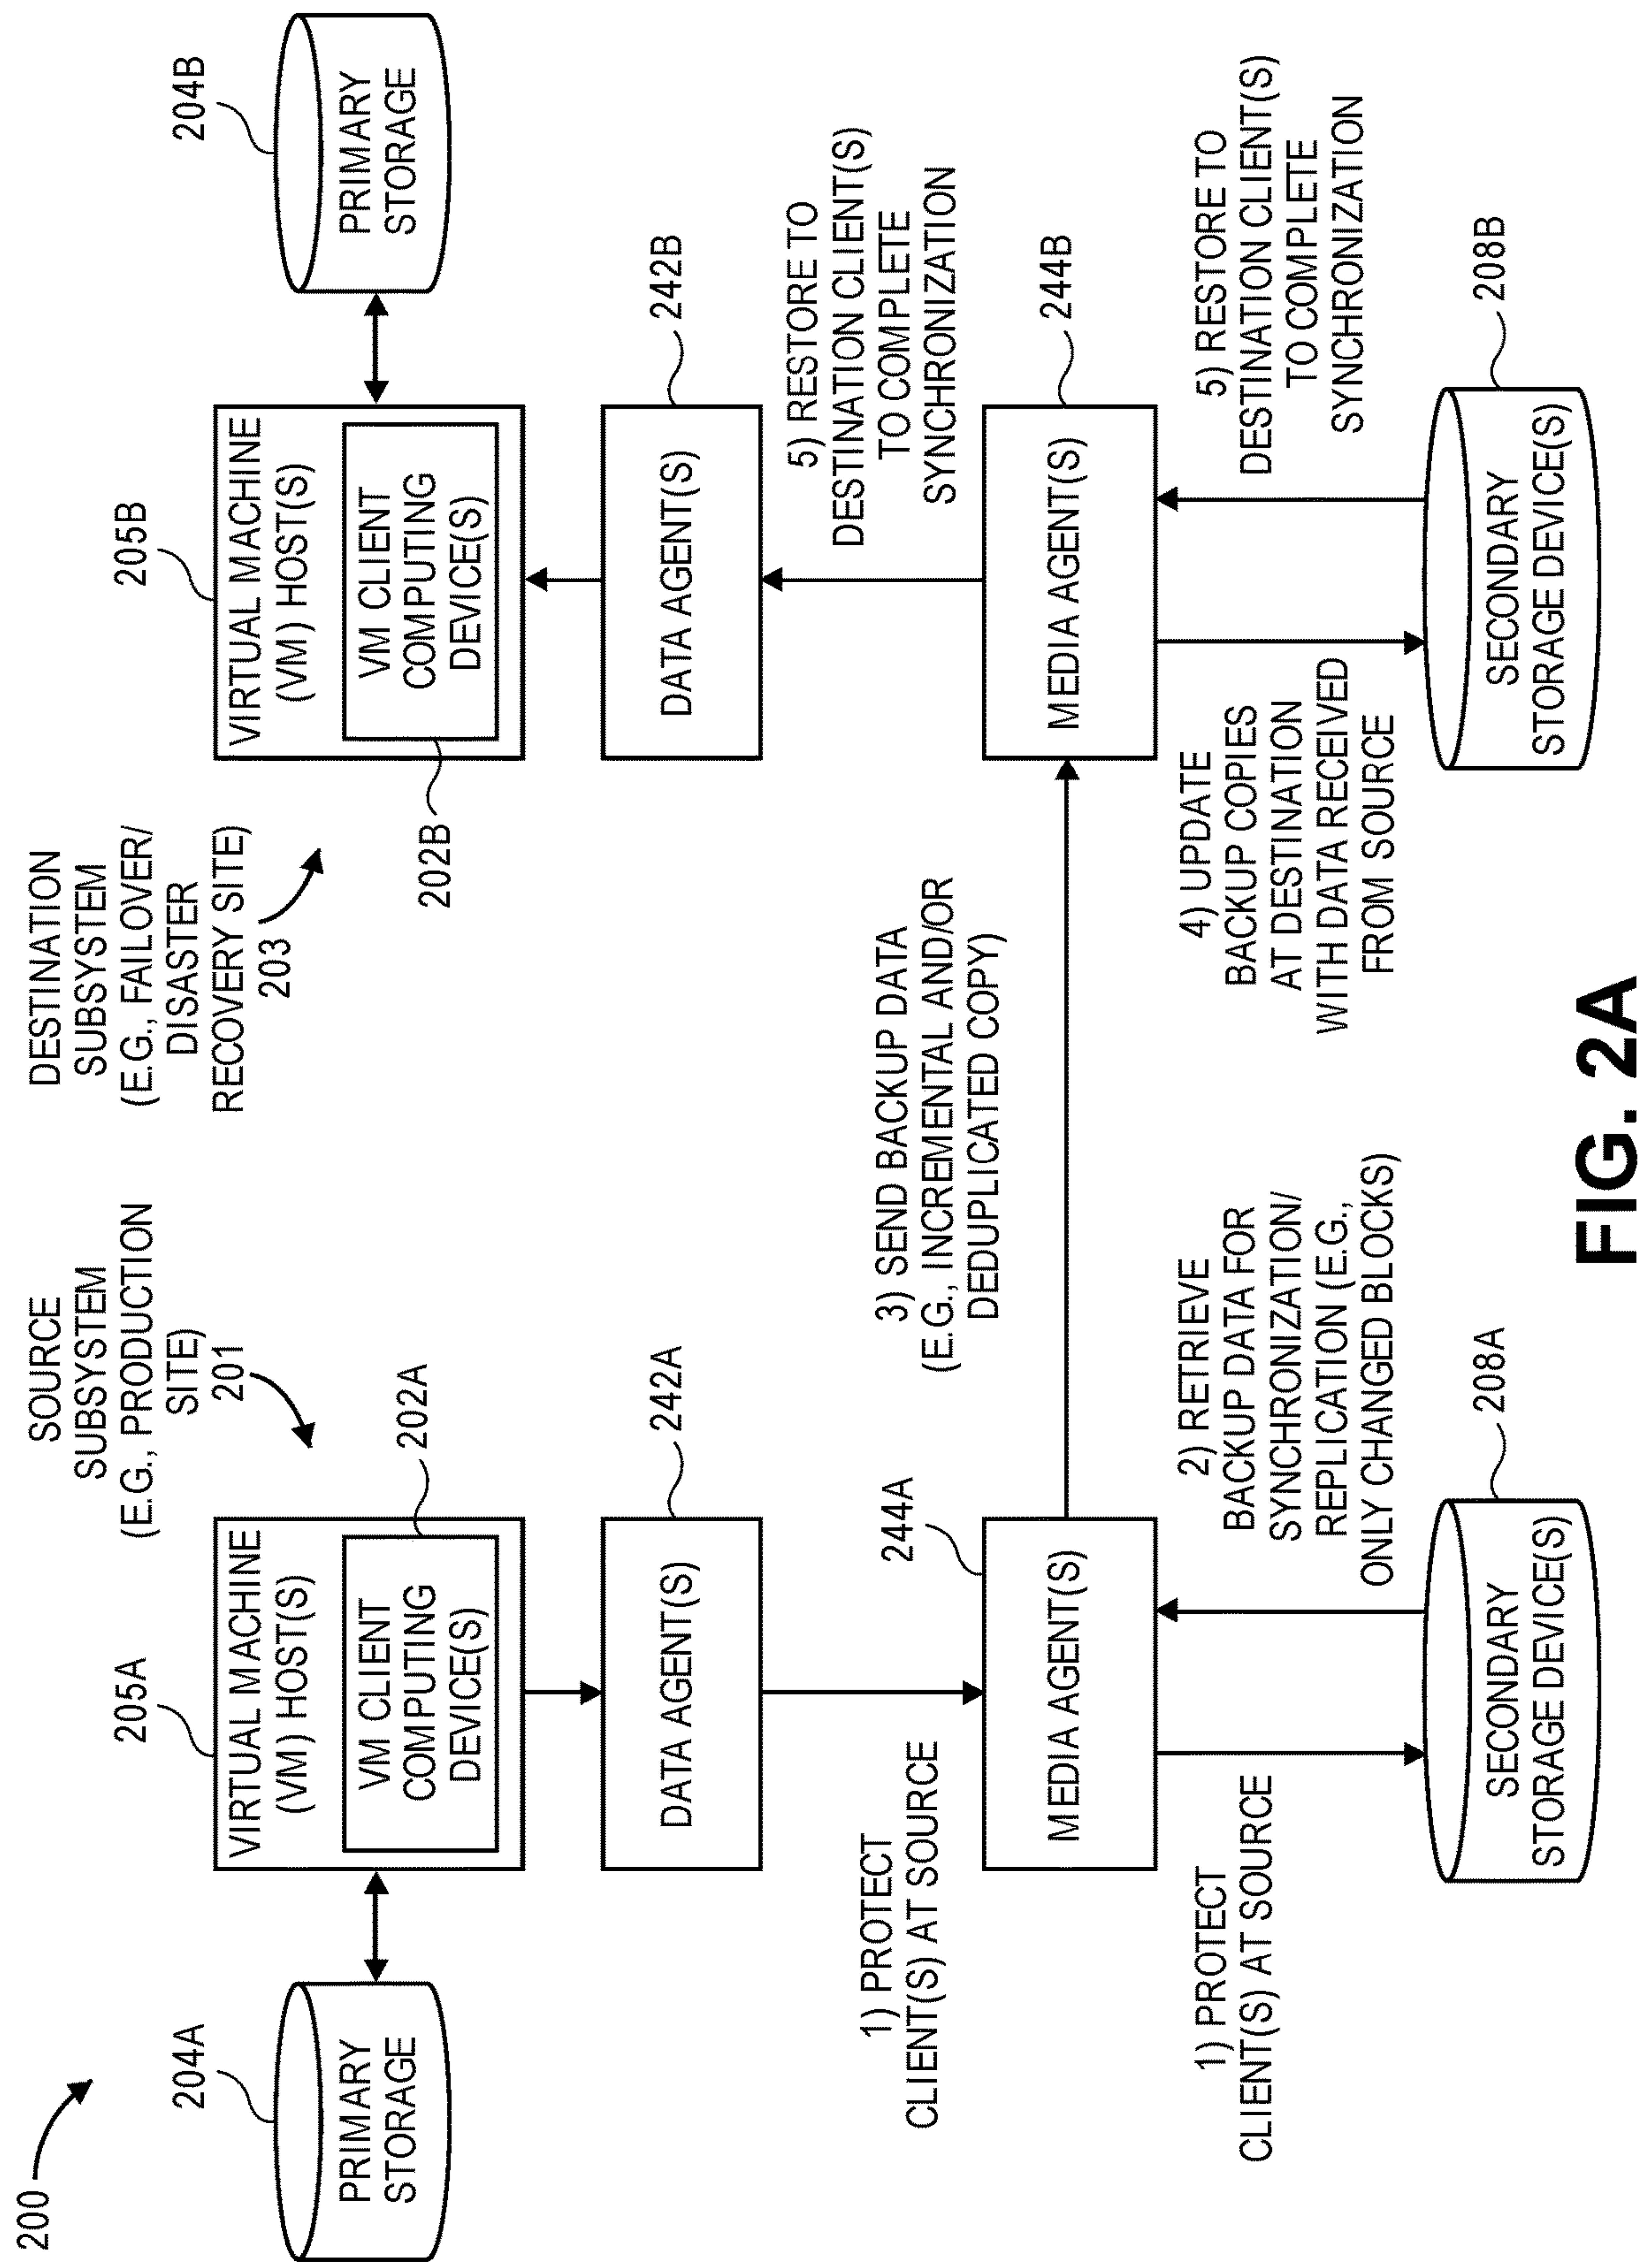 200
SOURCE
SUBSYSTEM
(E.G., PRODUCTION
SITE)
201
DESTINATION
SUBSYSTEM
(E.G., FAILOVER/
DISASTER
RECOVERY SITE)
203
204A
PRIMARY
STORAGE
205A
VIRTUAL MACHINE
(VM) HOST(S)
VM CLIENT
COMPUTING
DEVICE(S)
202A
202B
205B
VIRTUAL MACHINE
(VM) HOST(S)
VM CLIENT
COMPUTING
DEVICE(S)
204B
PRIMARY
STORAGE
DATA AGENT(S)
242A
DATA AGENT(S)
242B
1) PROTECT
CLIENT(S) AT SOURCE
244A
3) SEND BACKUP DATA
(E.G., INCREMENTAL AND/OR
DEDUPLICATED COPY)
5) RESTORE TO
DESTINATION CLIENT(S)
TO COMPLETE
SYNCHRONIZATION
MEDIA AGENT(S)
MEDIA AGENT(S)
244B
1) PROTECT
CLIENT(S) AT SOURCE
2) RETRIEVE
BACKUP DATA FOR
SYNCHRONIZATION/
REPLICATION (E.G.,
ONLY CHANGED BLOCKS)
4) UPDATE
BACKUP COPIES
AT DESTINATION
WITH DATA RECEIVED
FROM SOURCE
5) RESTORE TO
DESTINATION CLIENT(S)
TO COMPLETE
SYNCHRONIZATION
SECONDARY
STORAGE DEVICE(S)
208A
SECONDARY
STORAGE DEVICE(S)
208B
FIG. 2A